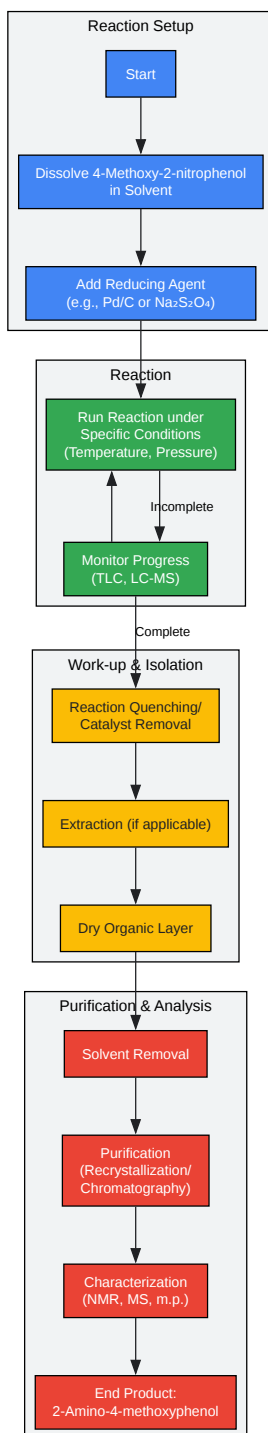 Reaction Setup
Start
Dissolve 4-Methoxy-2-nitrophenol
in Solvent
Add Reducing Agent
(e.g., Pd/C or Na₂S₂O₄)
Reaction
Run Reaction under
Specific Conditions
(Temperature, Pressure)
Incomplete
Monitor Progress
(TLC, LC-MS)
Complete
Work-up & Isolation
Reaction Quenching/
Catalyst Removal
Extraction (if applicable)
Dry Organic Layer
Purification & Analysis
Solvent Removal
Purification
(Recrystallization/
Chromatography)
Characterization
(NMR, MS, m.p.)
End Product:
2-Amino-4-methoxyphenol